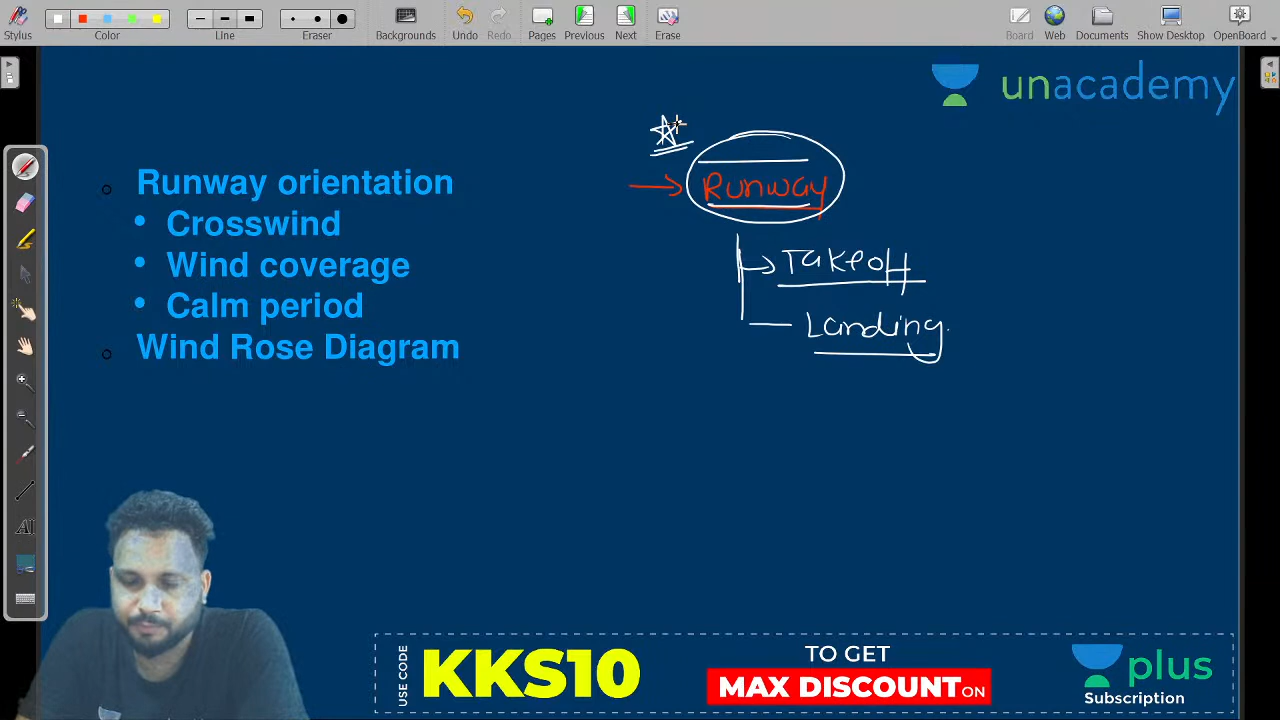 Stylus
Color
Line
Eraser
Backgrounds
Undo
Redo
Pages
Previous
Next
Erase
Board
Web
Documents
Show Desktop
OpenBoard
unacademy
Runway orientation
• Crosswind
• Wind coverage
• Calm period
Wind Rose Diagram
Runway
Takeoff
Landing
USE CODE
KKS10
TO GET
MAX DISCOUNT ON
plus
Subscription